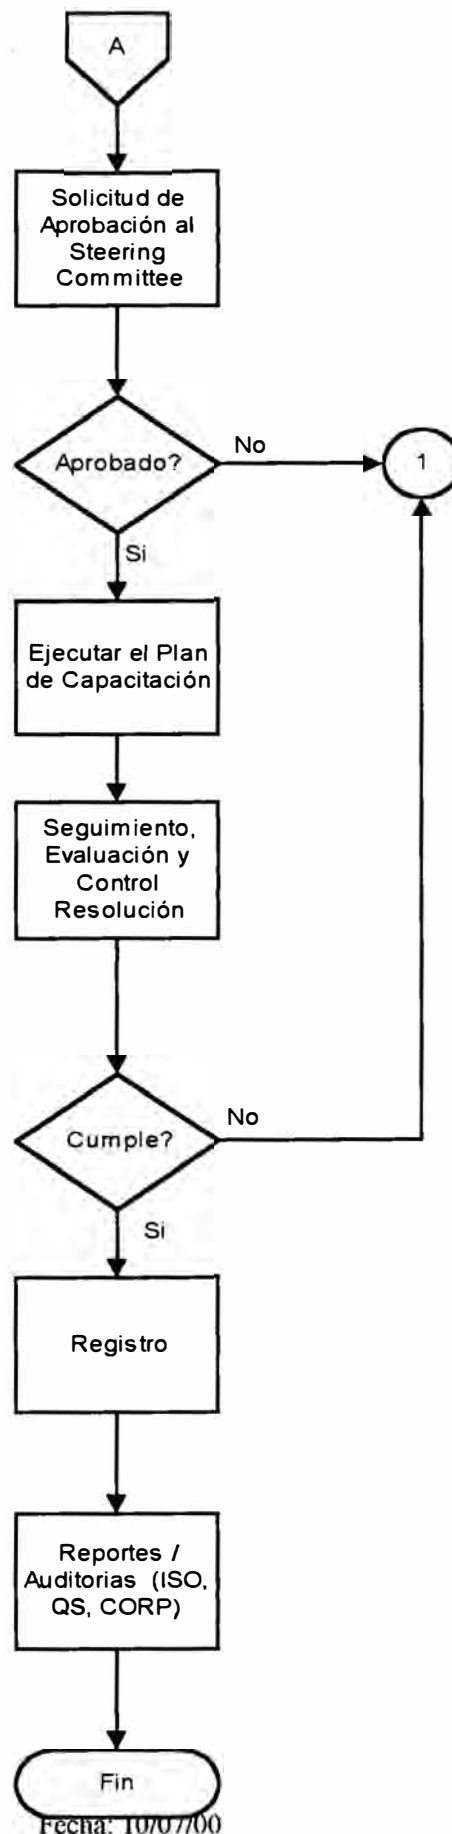 A
Solicitud de
Aprobación al
Steering
Committee
Aprobado?
No
1
Si
Ejecutar el Plan
de Capacitación
Seguimiento,
Evaluación y
Control
Resolución
Cumple?
No
Si
Registro
Reportes /
Auditorias (ISO,
QS, CORP)
Fin
Fecha: 10/07/00